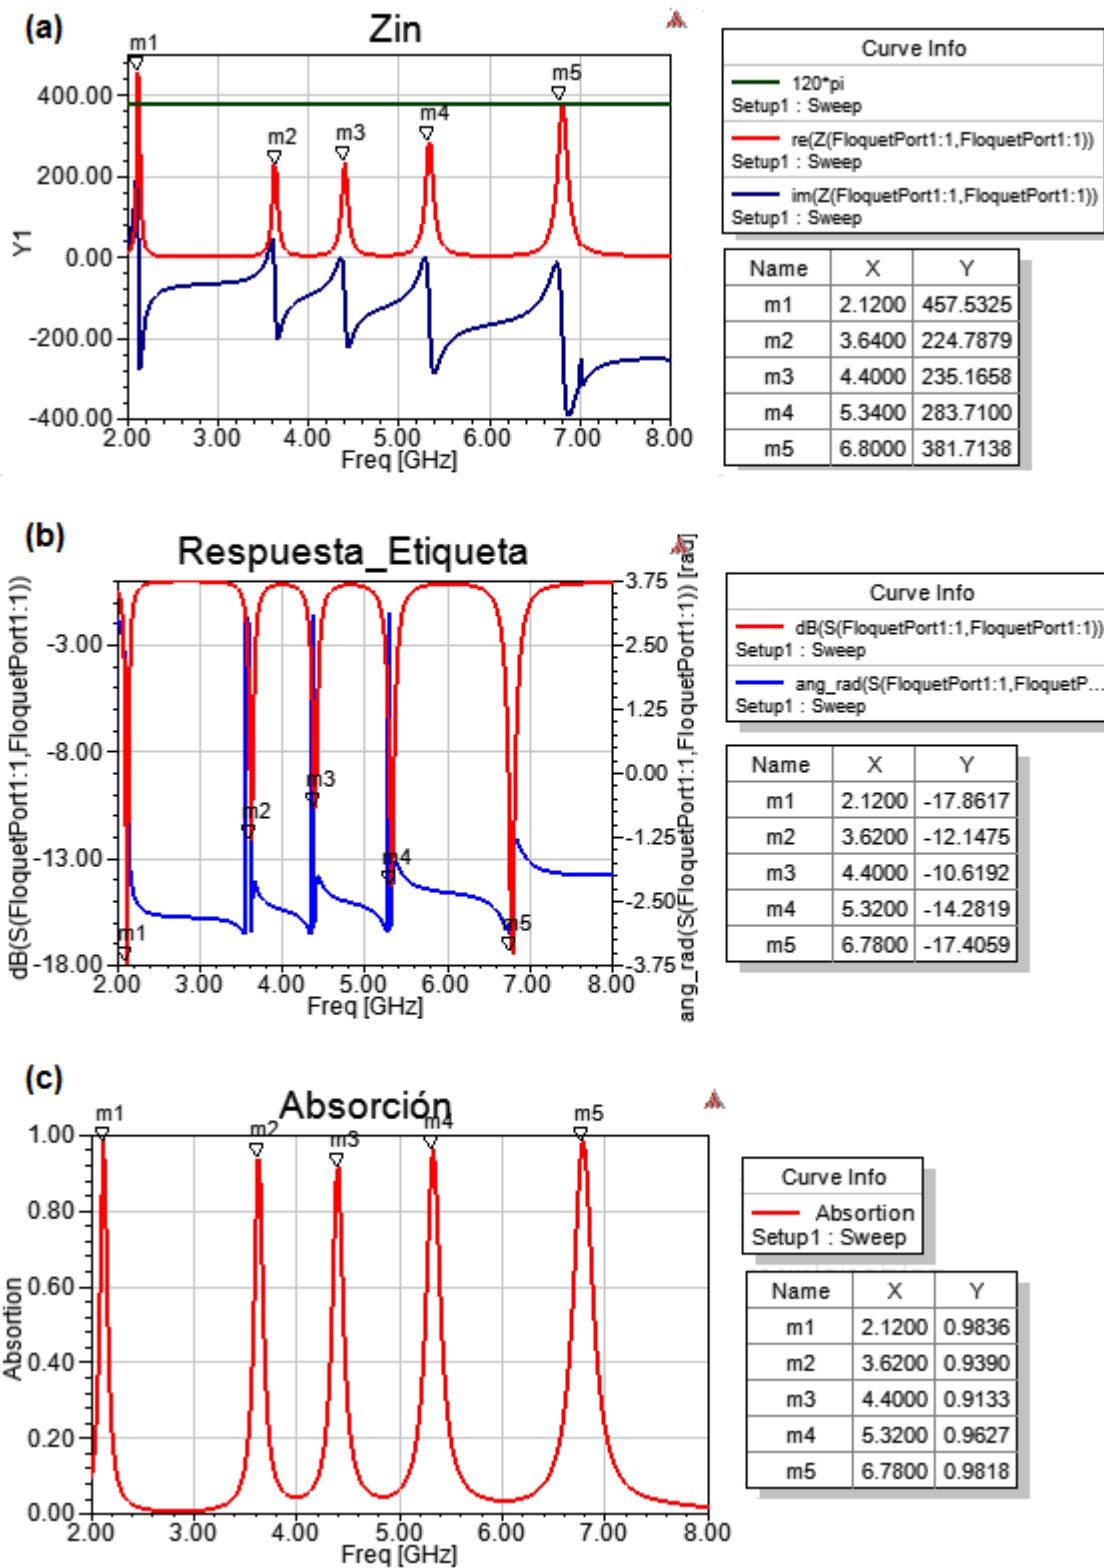 (a)
Zin
m1
m2
m3
m4
m5
400.00
200.00
0.00
-200.00
-400.00
Y1
2.00 3.00 4.00 5.00 6.00 7.00 8.00
Freq [GHz]
Curve Info
120*pi
Setup1 : Sweep
re(Z(FloquetPort1:1,FloquetPort1:1))
Setup1 : Sweep
im(Z(FloquetPort1:1,FloquetPort1:1))
Setup1 : Sweep
Name X Y
m1 2.1200 457.5325
m2 3.6400 224.7879
m3 4.4000 235.1658
m4 5.3400 283.7100
m5 6.8000 381.7138
(b)
Respuesta_Etiqueta
dB(S(FloquetPort1:1,FloquetPort1:1))
-3.00
-8.00
-13.00
-18.00
m1
m2
m3
m4
m5
3.75
2.50
1.25
0.00
-1.25
-2.50
-3.75
ang_rad(S(FloquetPort1:1,FloquetPort1:1)) [rad]
2.00 3.00 4.00 5.00 6.00 7.00 8.00
Freq [GHz]
Curve Info
dB(S(FloquetPort1:1,FloquetPort1:1))
Setup1 : Sweep
ang_rad(S(FloquetPort1:1,FloquetP...
Setup1 : Sweep
Name X Y
m1 2.1200 -17.8617
m2 3.6200 -12.1475
m3 4.4000 -10.6192
m4 5.3200 -14.2819
m5 6.7800 -17.4059
(c)
Absorción
m1
m2
m3
m4
m5
1.00
0.80
0.60
0.40
0.20
0.00
Absortion
2.00 3.00 4.00 5.00 6.00 7.00 8.00
Freq [GHz]
Curve Info
Absortion
Setup1 : Sweep
Name X Y
m1 2.1200 0.9836
m2 3.6200 0.9390
m3 4.4000 0.9133
m4 5.3200 0.9627
m5 6.7800 0.9818